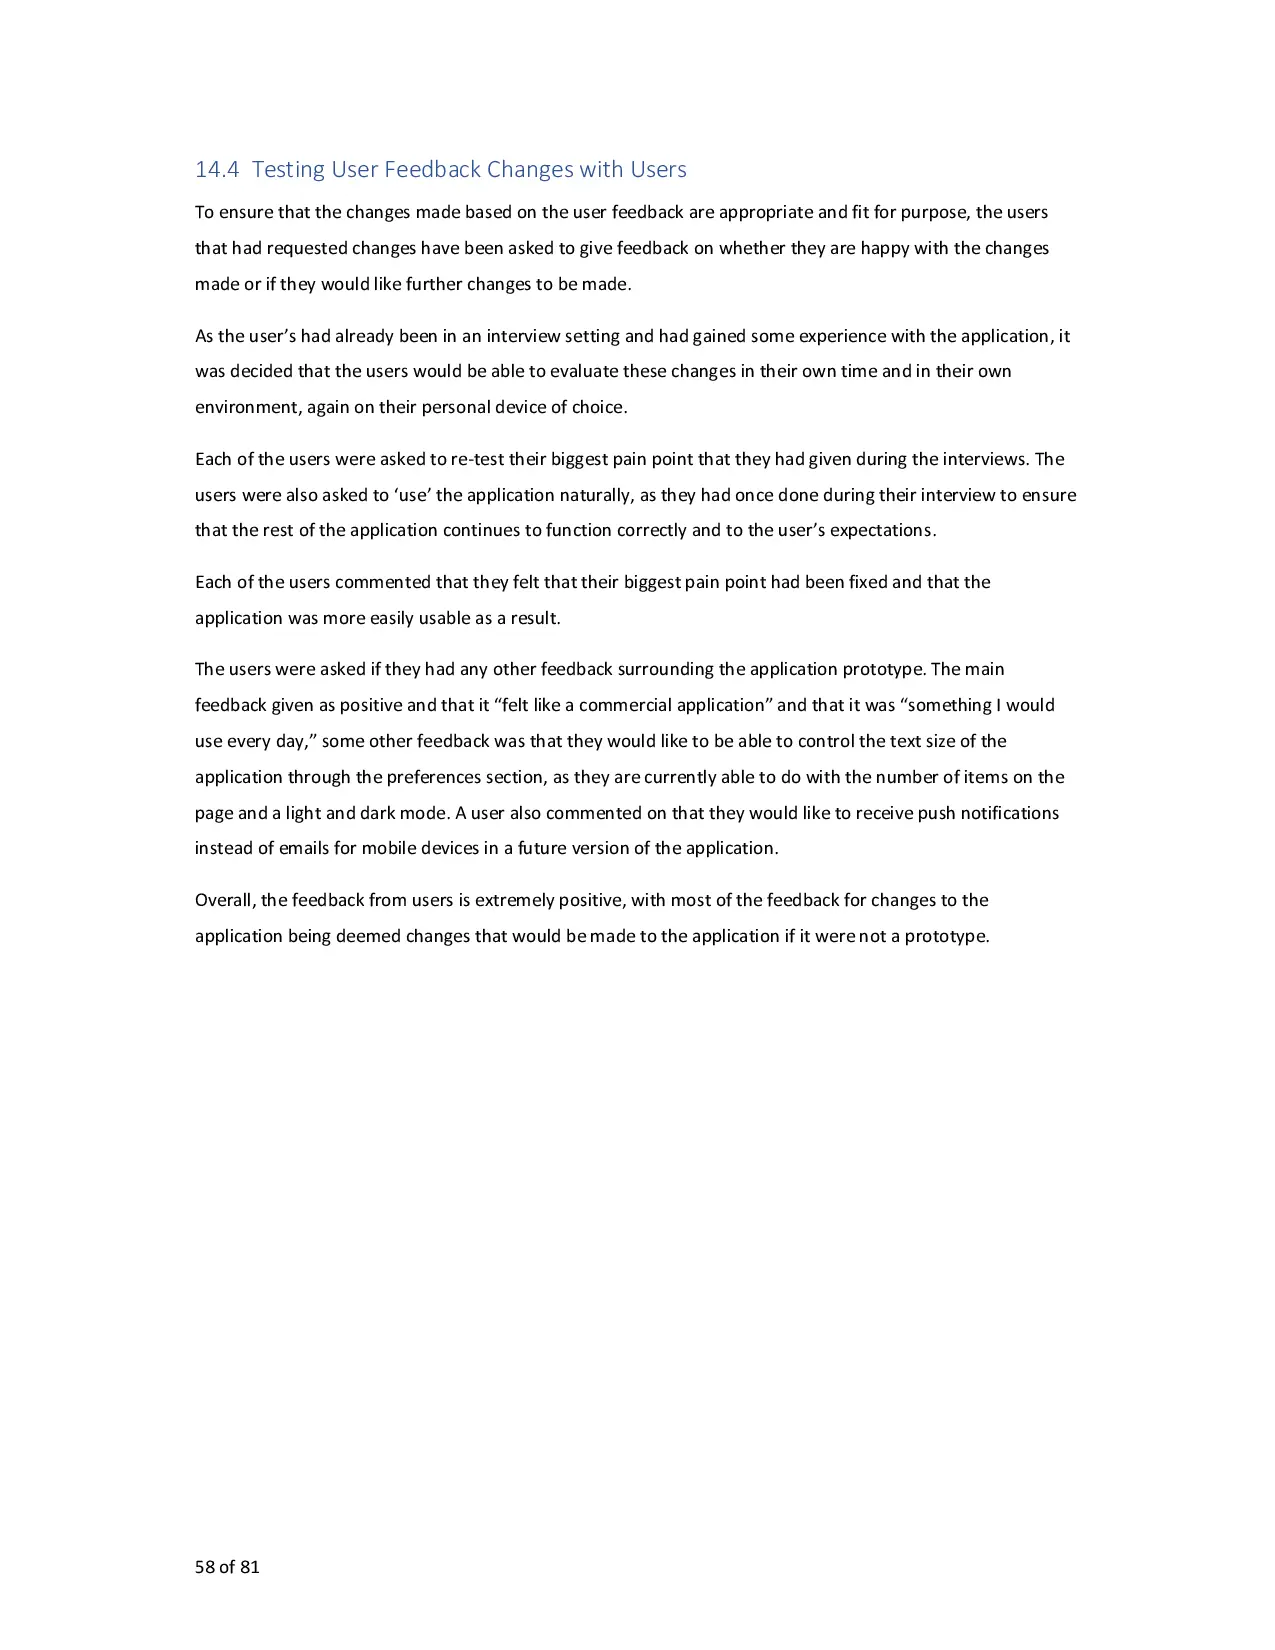 14.4 Testing User Feedback Changes with Users
To ensure that the changes made based on the user feedback are appropriate and fit for purpose, the users
that had requested changes have been asked to give feedback on whether they are happy with the changes
made or if they would like further changes to be made.
As the user’s had already been in an interview setting and had gained some experience with the application, it
was decided that the users would be able to evaluate these changes in their own time and in their own
environment, again on their personal device of choice.
Each of the users were asked to re-test their biggest pain point that they had given during the interviews. The
users were also asked to ‘use’ the application naturally, as they had once done during their interview to ensure
that the rest of the application continues to function correctly and to the user’s expectations.
Each of the users commented that they felt that their biggest pain point had been fixed and that the
application was more easily usable as a result.
The users were asked if they had any other feedback surrounding the application prototype. The main
feedback given as positive and that it “felt like a commercial application” and that it was “something I would
use every day,” some other feedback was that they would like to be able to control the text size of the
application through the preferences section, as they are currently able to do with the number of items on the
page and a light and dark mode. A user also commented on that they would like to receive push notifications
instead of emails for mobile devices in a future version of the application.
Overall, the feedback from users is extremely positive, with most of the feedback for changes to the
application being deemed changes that would be made to the application if it were not a prototype.
58 of 81